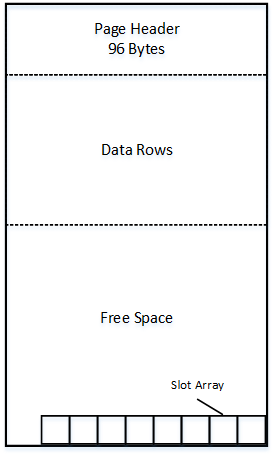 Page Header
96 Bytes
Data Rows
Free Space
Slot Array